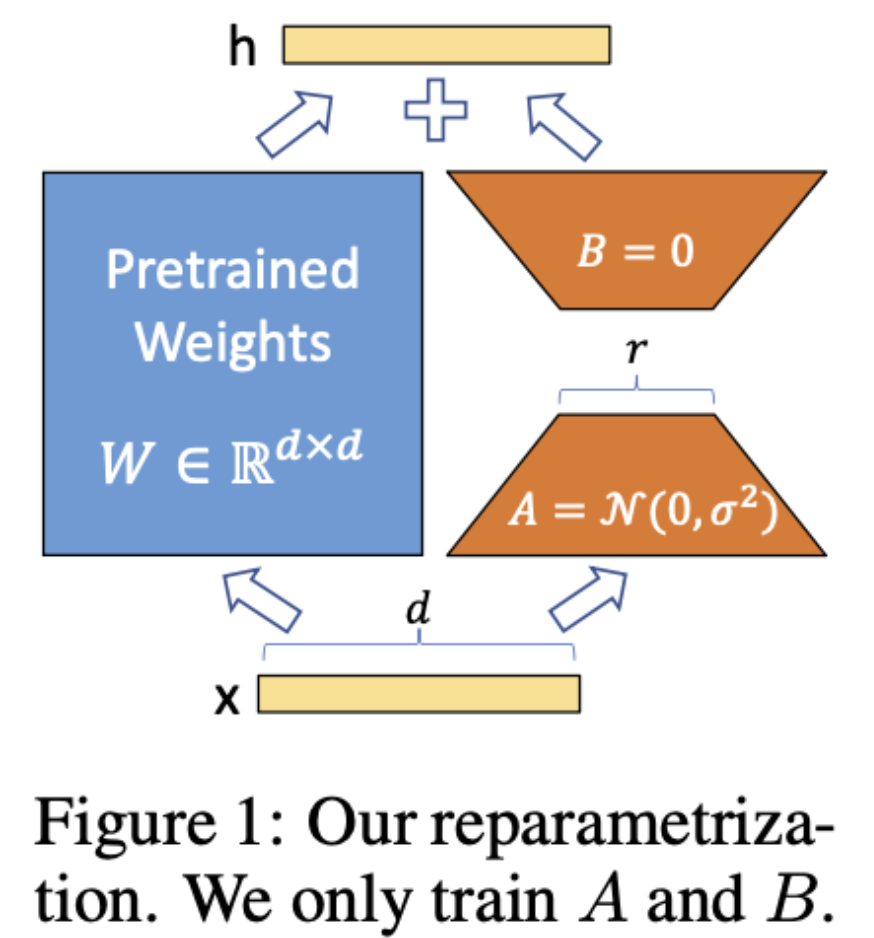 h
Pretrained
Weights
W ∈ ℝ^{d×d}
B = 0
r
A = 𝒩(0, σ²)
d
x
Figure 1: Our reparametriza-
tion. We only train A and B.